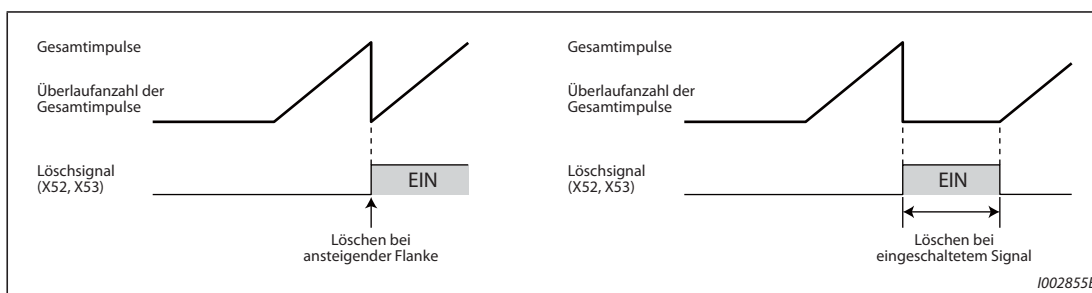 Gesamtimpulse
Überlaufanzahl der
Gesamtimpulse
Löschsignal
(X52, X53)
EIN
Löschen bei
ansteigender Flanke
Gesamtimpulse
Überlaufanzahl der
Gesamtimpulse
Löschsignal
(X52, X53)
EIN
Löschen bei
eingeschaltetem Signal